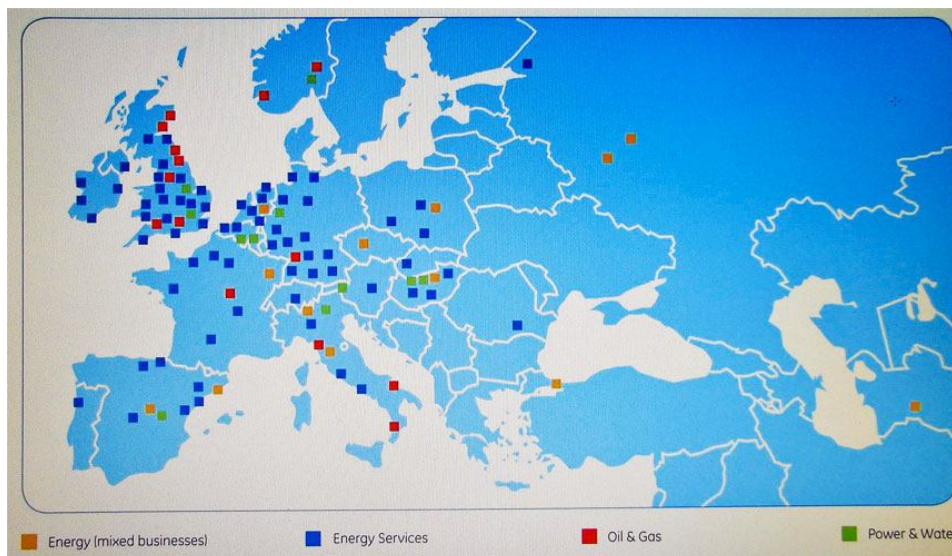 Energy (mixed businesses)
Energy Services
Oil & Gas
Power & Wate